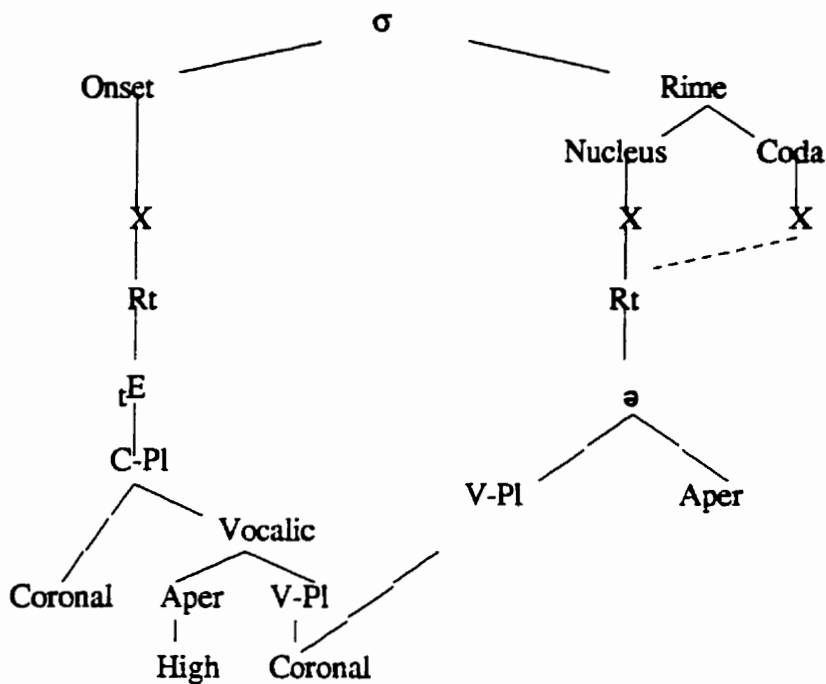 σ
Onset Rime
Nucleus Coda
X X X
Rt Rt
tE ə
C-Pl
V-Pl Aper
Vocalic
Coronal Aper V-Pl
High Coronal